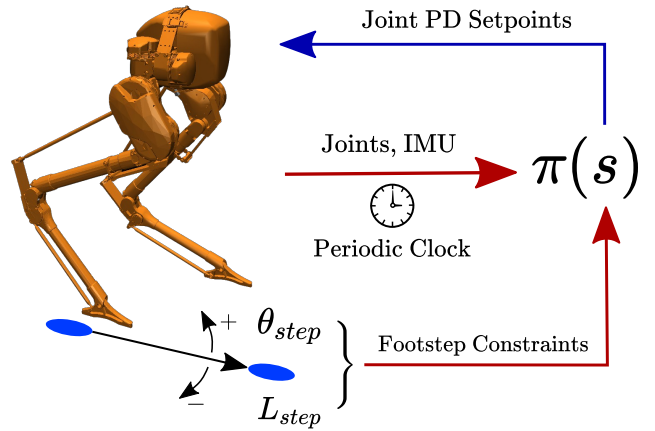 Joint PD Setpoints
Joints, IMU
π(s)
Periodic Clock
+ θstep
Footstep Constraints
−
Lstep